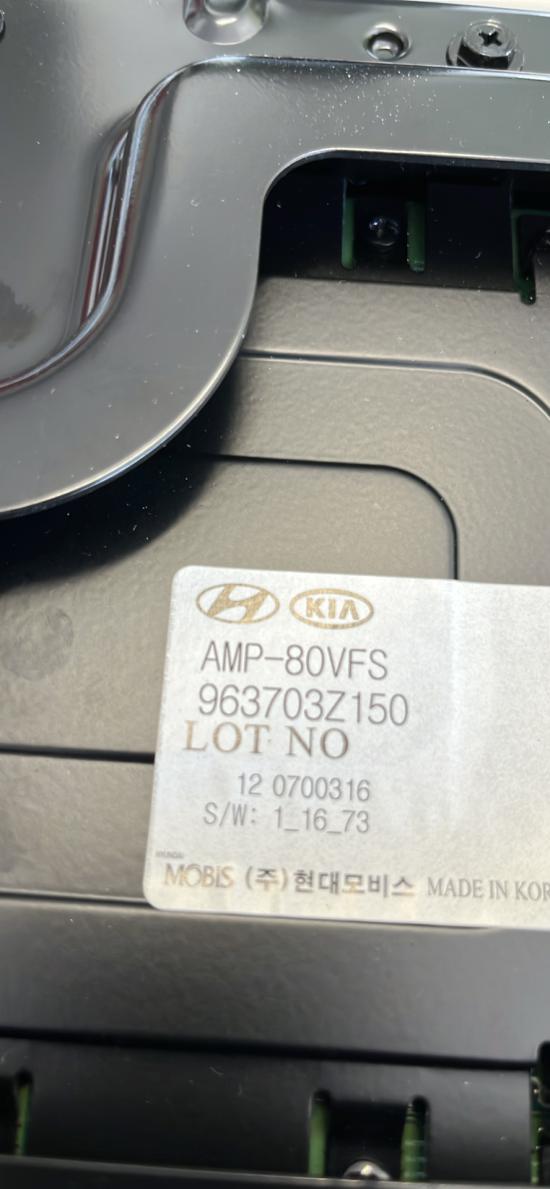 KIA
AMP-80VFS
963703Z150
LOT NO
12 0700316
S/W: 1_16_73
HYUNDAI
MOBIS (주)현대모비스 MADE IN KOR